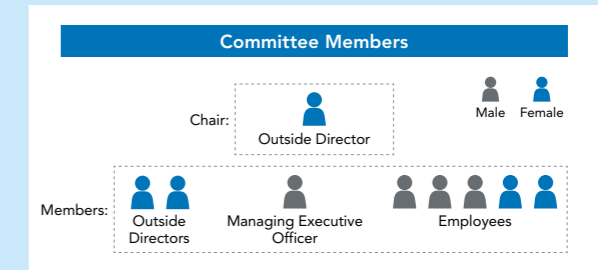 Committee Members
Male Female
Chair:
Outside Director
Members:
Outside
Directors
Managing Executive
Officer
Employees